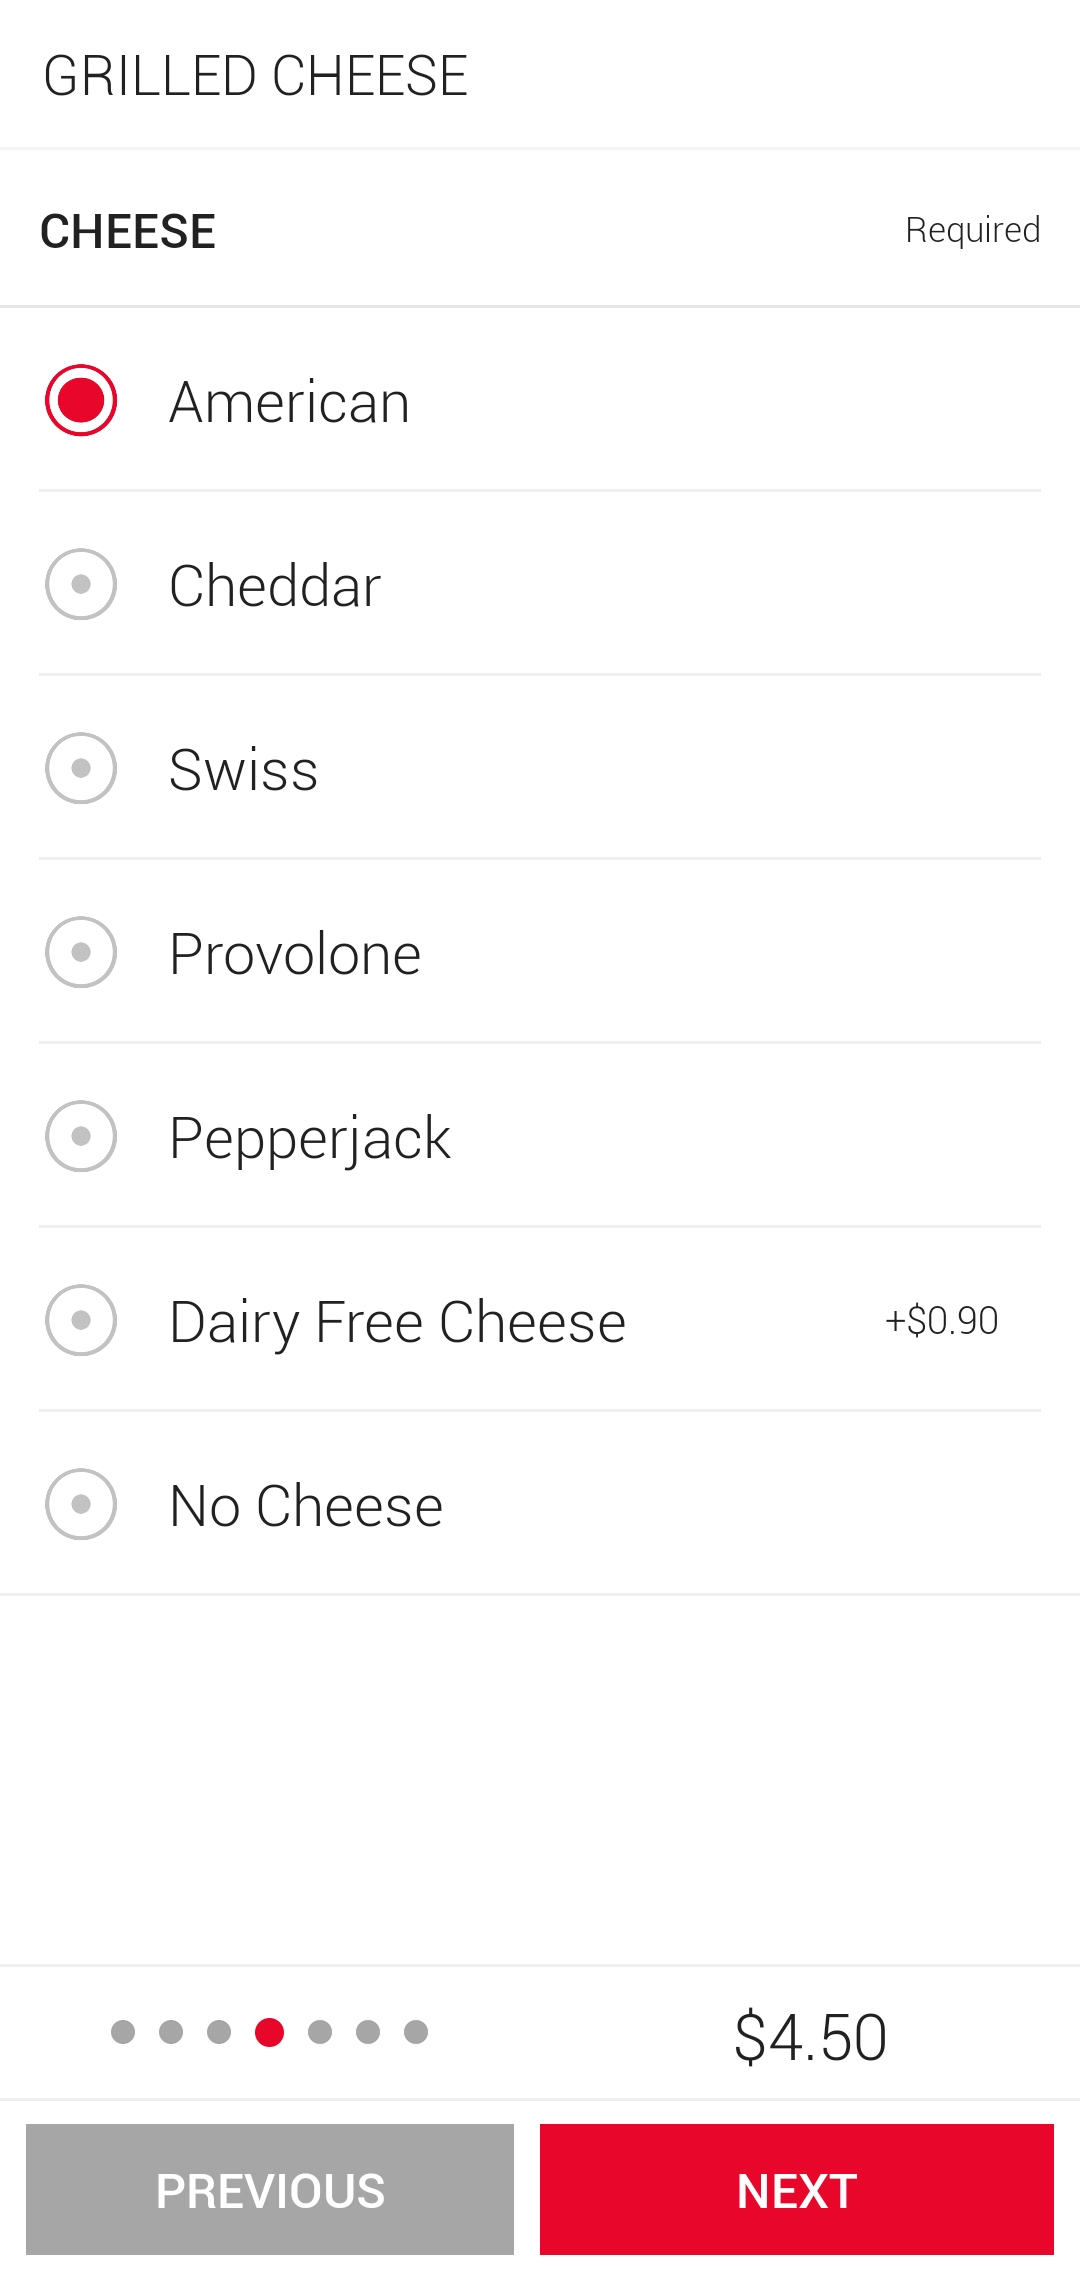 GRILLED CHEESE
CHEESE Required
American
Cheddar
Swiss
Provolone
Pepperjack
Dairy Free Cheese +$0.90
No Cheese
$4.50
PREVIOUS NEXT